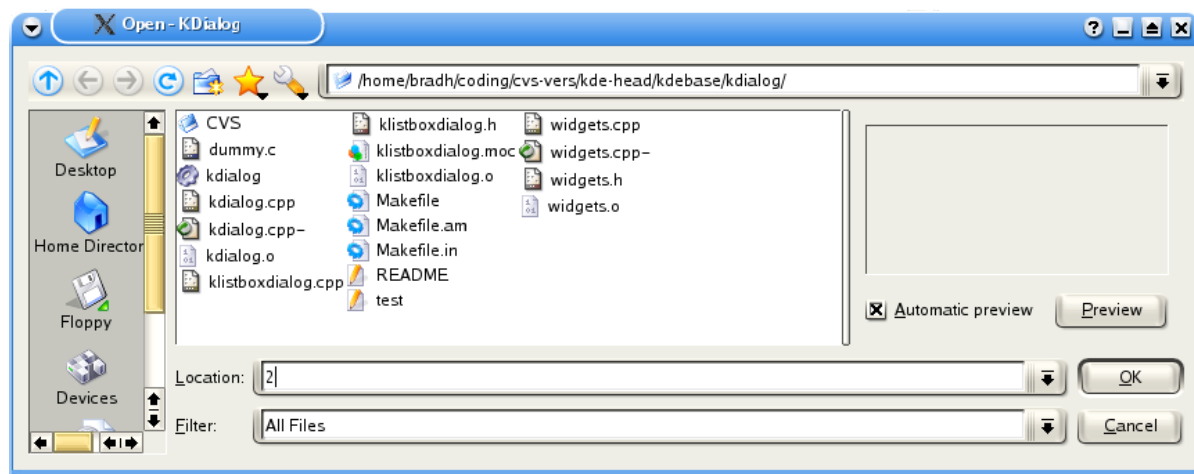 Open - KDialog
/home/bradh/coding/cvs-vers/kde-head/kdebase/kdialog/
Desktop
Home Director
Floppy
Devices
CVS
dummy.c
kdialog
kdialog.cpp
kdialog.cpp~
kdialog.o
klistboxdialog.cpp
klistboxdialog.h
klistboxdialog.moc
klistboxdialog.o
Makefile
Makefile.am
Makefile.in
README
test
widgets.cpp
widgets.cpp~
widgets.h
widgets.o
Automatic preview
Preview
Location: 2
OK
Filter: All Files
Cancel